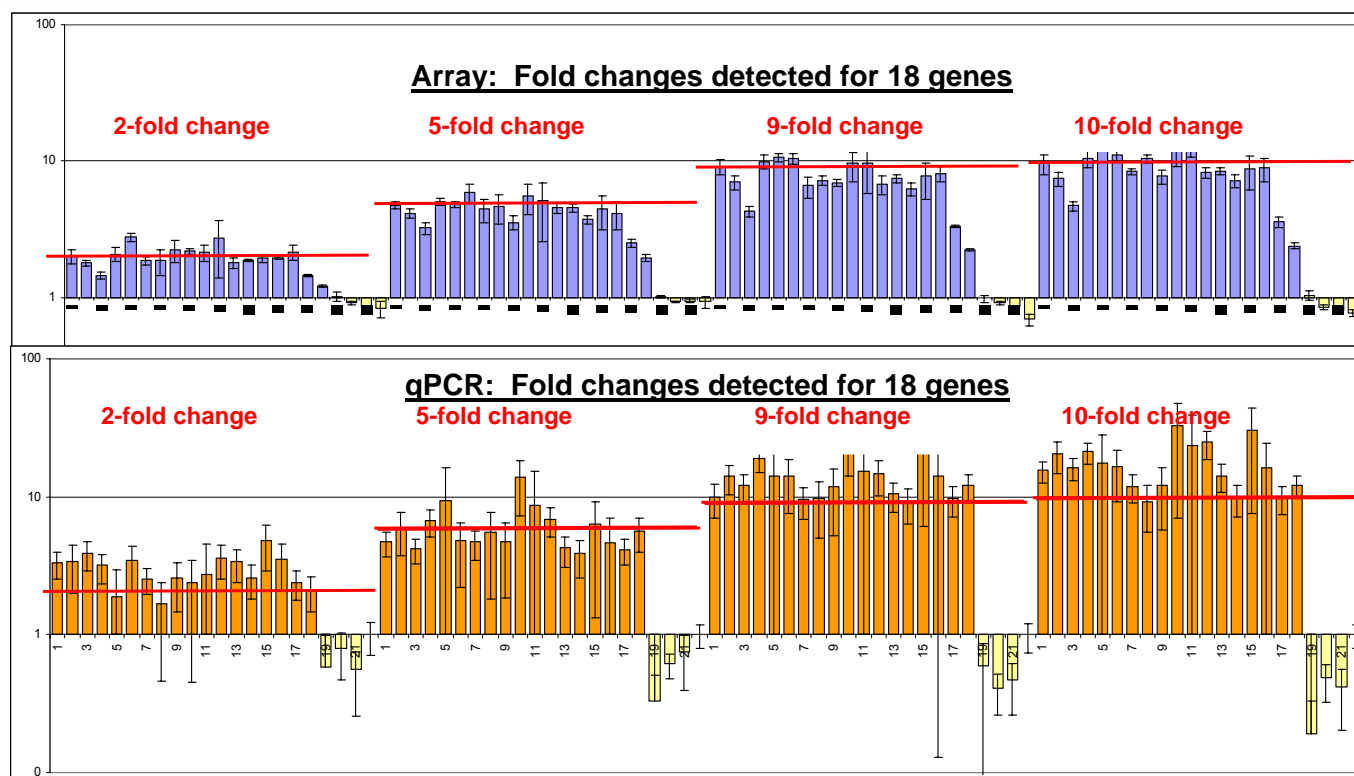 100
Array: Fold changes detected for 18 genes
2-fold change 5-fold change 9-fold change 10-fold change
10
1
100
qPCR: Fold changes detected for 18 genes
2-fold change 5-fold change 9-fold change 10-fold change
10
1
1 3 5 7 9 11 13 15 17 19 21 1 3 5 7 9 11 13 15 17 19 21 1 3 5 7 9 11 13 15 17 19 21 1 3 5 7 9 11 13 15 17 19 21
0